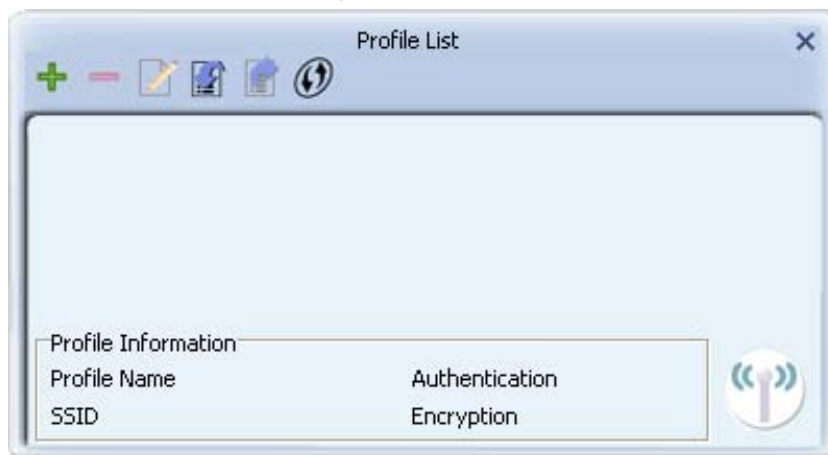 Profile List
Profile Information
Profile Name Authentication
SSID Encryption